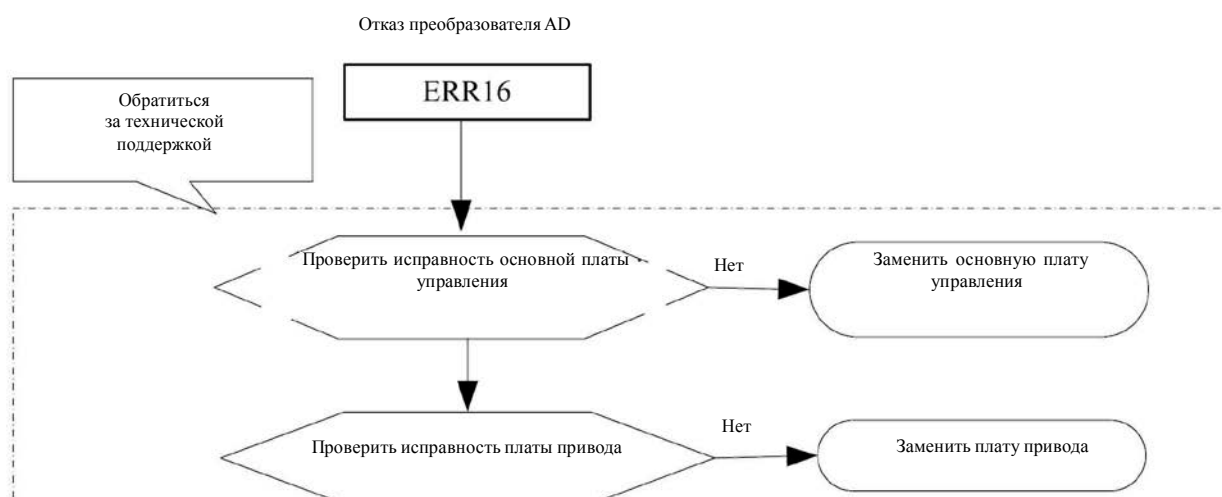 Отказ преобразователя AD
ERR16
Обратиться
за технической
поддержкой
Проверить исправность основной платы
управления
Нет
Заменить основную плату
управления
Проверить исправность платы привода
Нет
Заменить плату привода